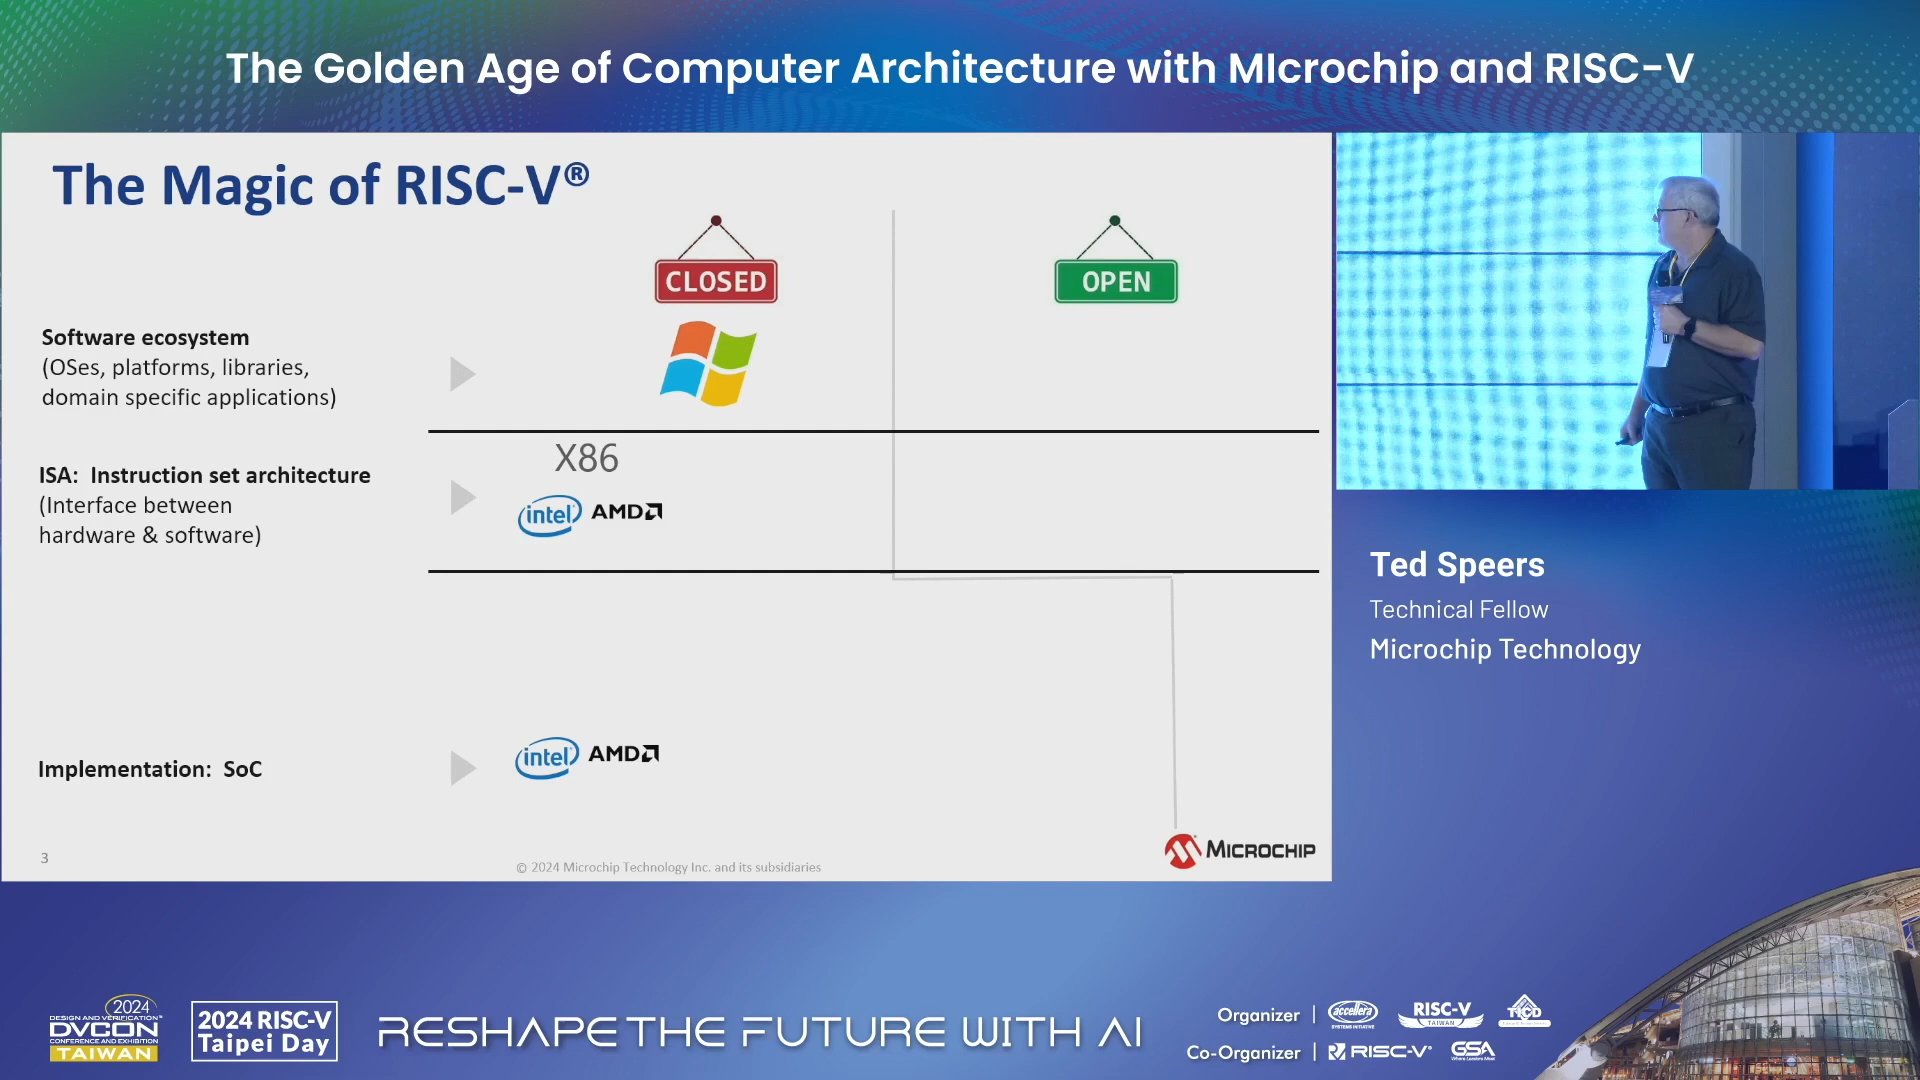 The Golden Age of Computer Architecture with MIcrochip and RISC-V
The Magic of RISC-V®
CLOSED
OPEN
Software ecosystem
(OSes, platforms, libraries,
domain specific applications)
X86
ISA: Instruction set architecture
(Interface between
hardware & software)
intel AMD
Implementation: SoC
intel AMD
3
© 2024 Microchip Technology Inc. and its subsidiaries
MICROCHIP
Ted Speers
Technical Fellow
Microchip Technology
2024
DESIGN AND VERIFICATION™
DVCON
CONFERENCE AND EXHIBITION
TAIWAN
2024 RISC-V
Taipei Day
RESHAPE THE FUTURE WITH AI
Organizer
accellera
SYSTEMS INITIATIVE
RISC-V
TAIWAN
Co-Organizer
RISC-V®
GSA